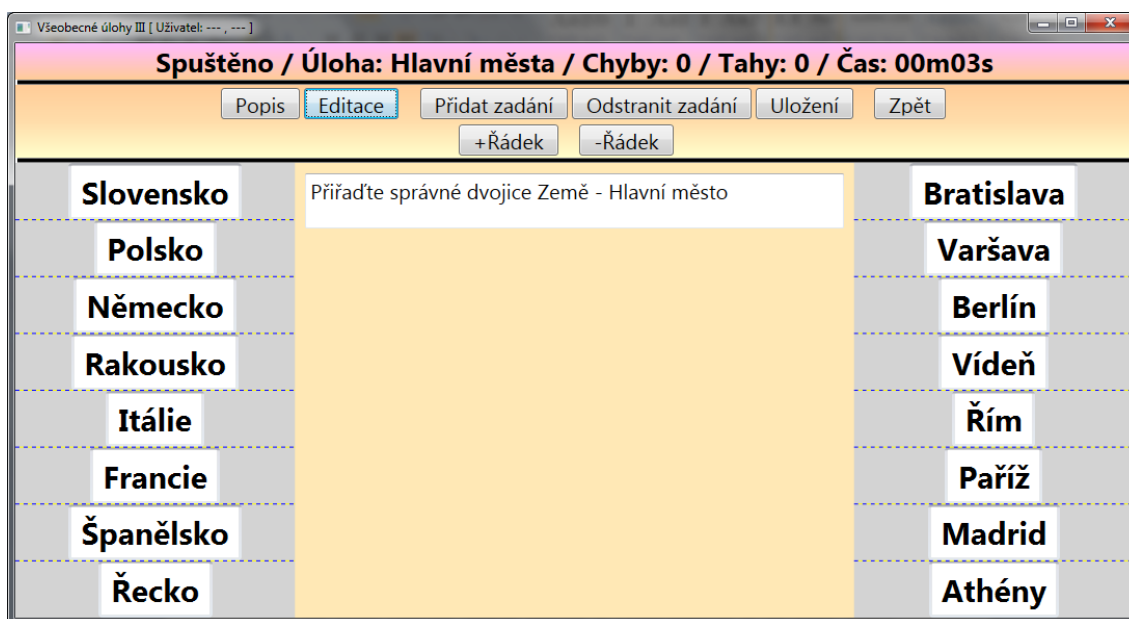 Všeobecné úlohy III [ Uživatel: --- , --- ]
Spuštěno / Úloha: Hlavní města / Chyby: 0 / Tahy: 0 / Čas: 00m03s
Popis Editace Přidat zadání Odstranit zadání Uložení Zpět
+Řádek -Řádek
Slovensko Přiřaďte správné dvojice Země - Hlavní město Bratislava
Polsko Varšava
Německo Berlín
Rakousko Vídeň
Itálie Řím
Francie Paříž
Španělsko Madrid
Řecko Athény